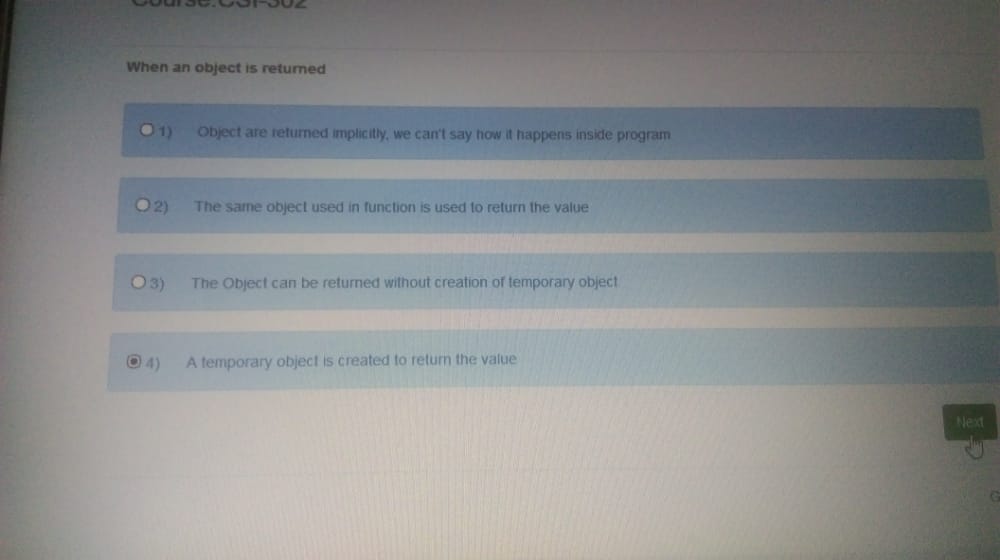 Course:CSI-302
When an object is returned
1) Object are returned implicitly, we can't say how it happens inside program
2) The same object used in function is used to return the value
3) The Object can be returned without creation of temporary object
4) A temporary object is created to return the value
Next